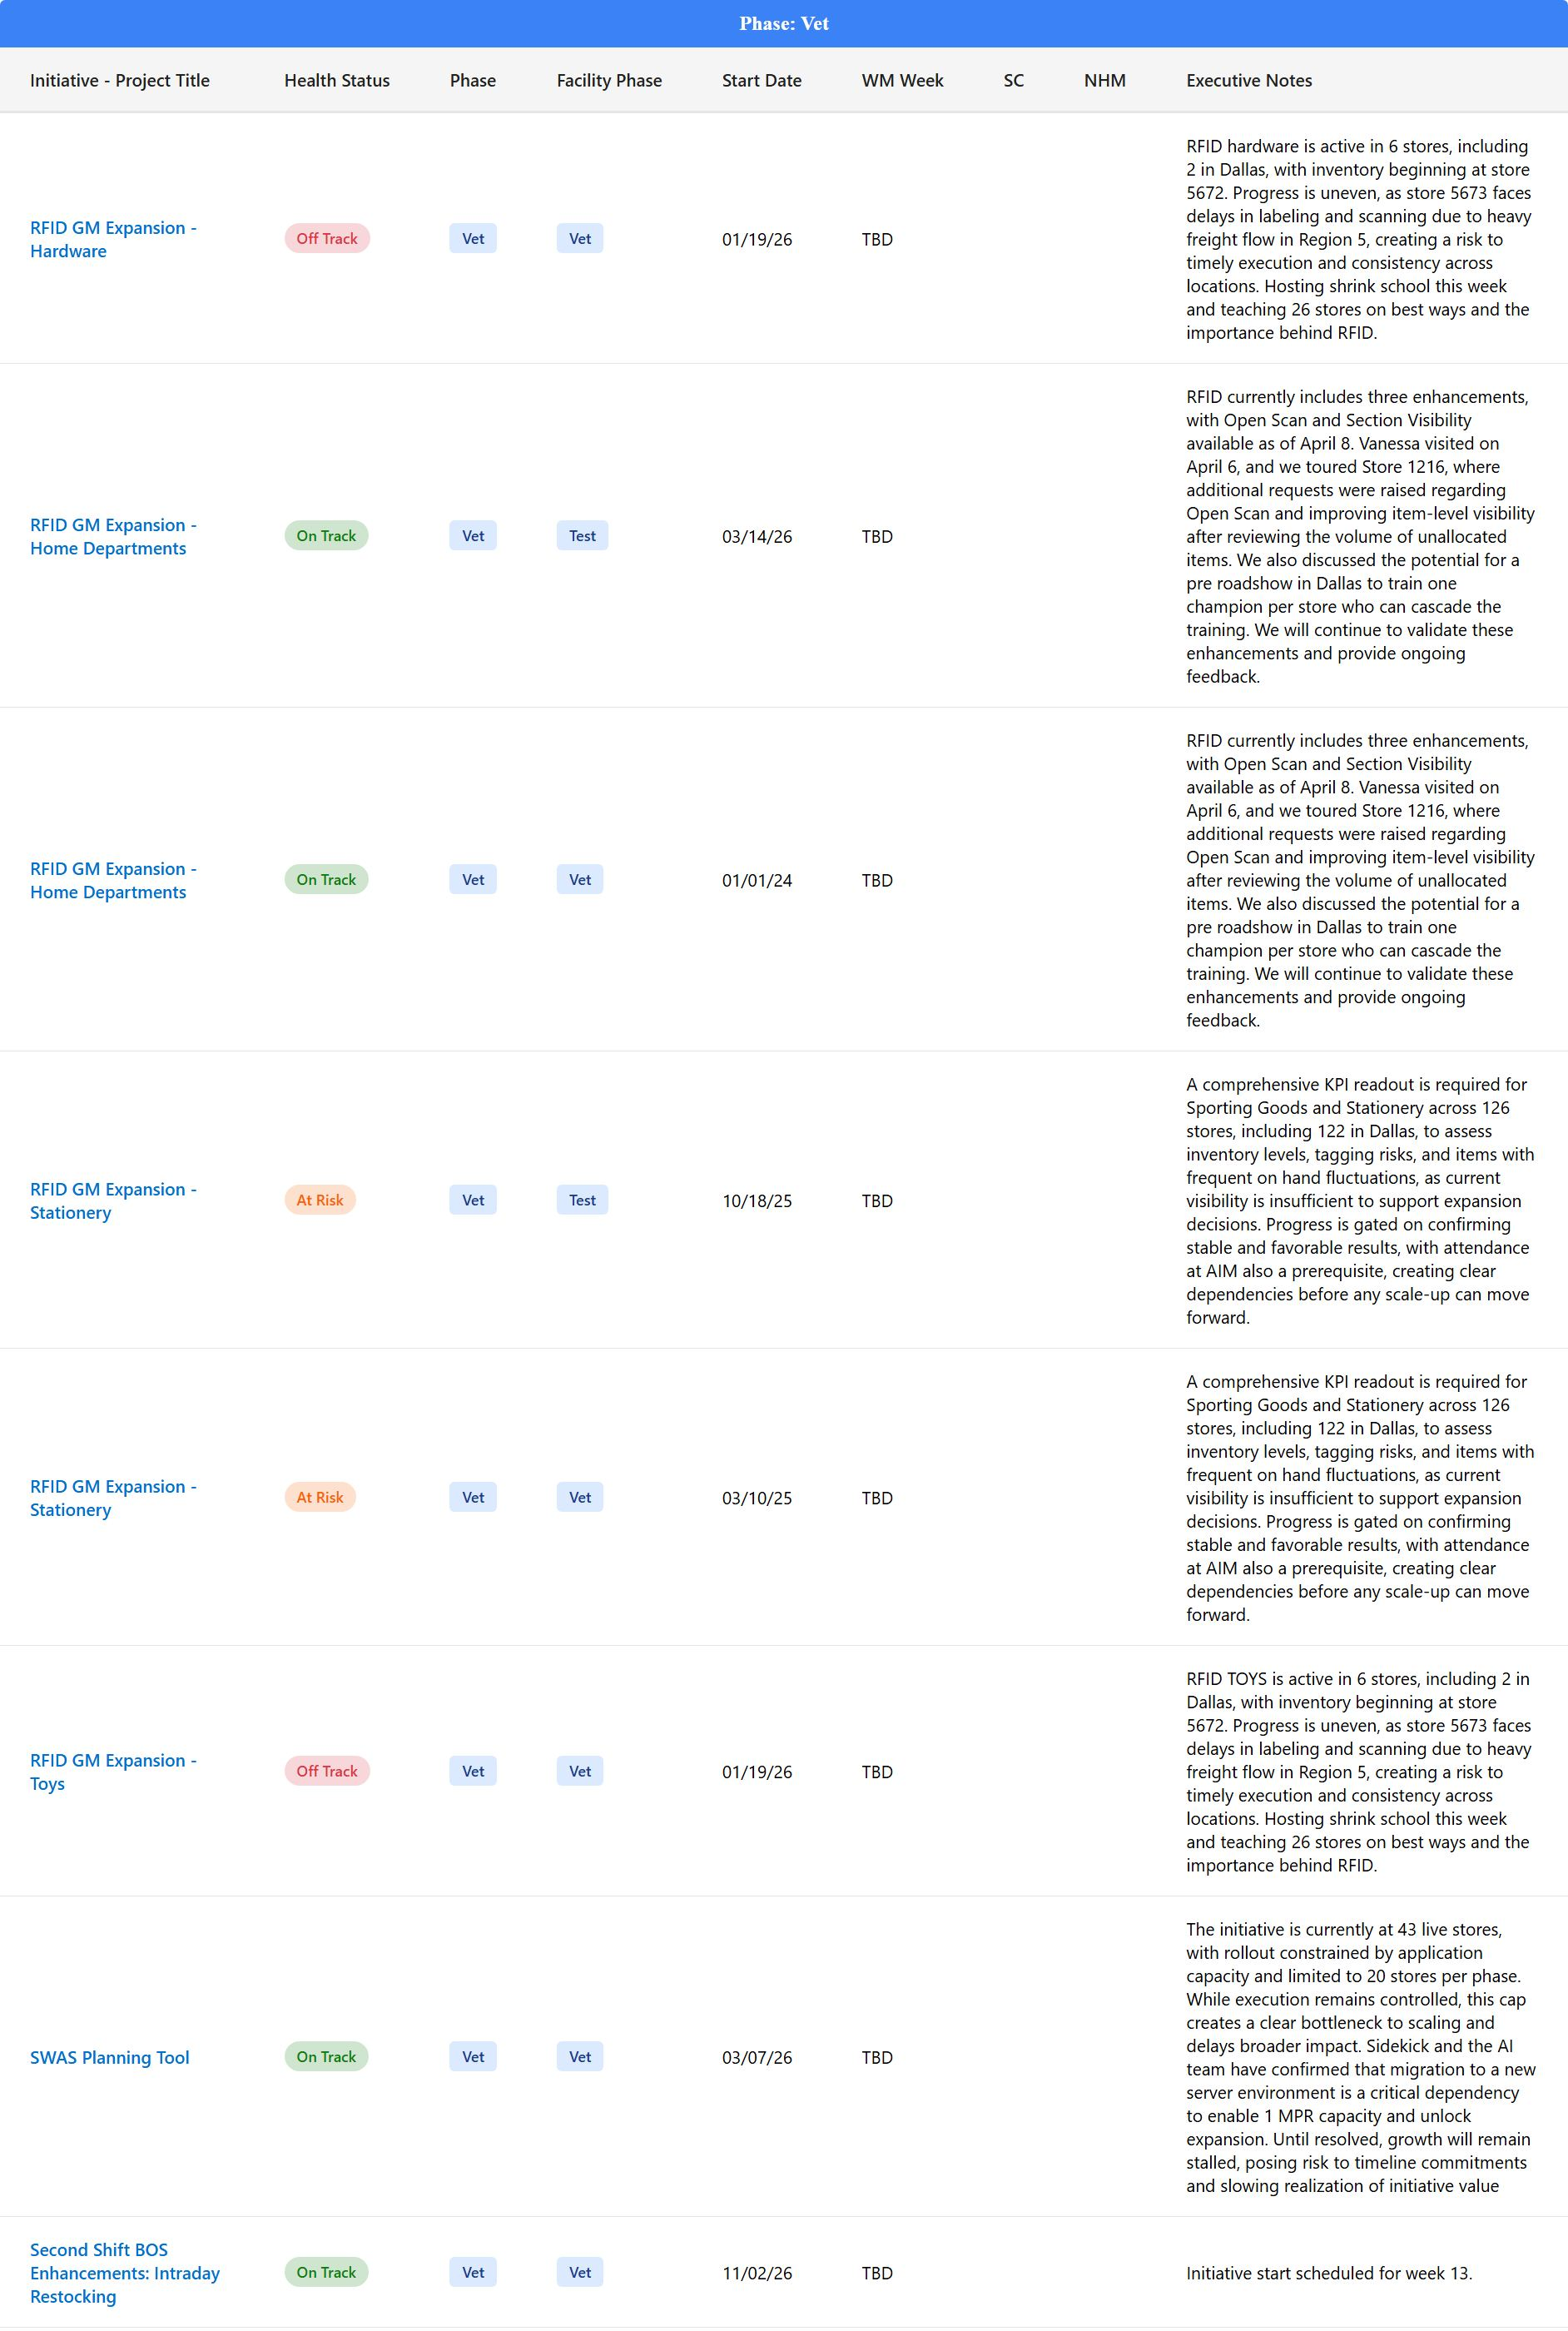 Phase: Vet
Initiative - Project Title Health Status Phase Facility Phase Start Date WM Week SC NHM Executive Notes
RFID GM Expansion -
Hardware
Off Track
Vet
Vet
01/19/26
TBD
RFID hardware is active in 6 stores, including
2 in Dallas, with inventory beginning at store
5672. Progress is uneven, as store 5673 faces
delays in labeling and scanning due to heavy
freight flow in Region 5, creating a risk to
timely execution and consistency across
locations. Hosting shrink school this week
and teaching 26 stores on best ways and the
importance behind RFID.
RFID GM Expansion -
Home Departments
On Track
Vet
Test
03/14/26
TBD
RFID currently includes three enhancements,
with Open Scan and Section Visibility
available as of April 8. Vanessa visited on
April 6, and we toured Store 1216, where
additional requests were raised regarding
Open Scan and improving item-level visibility
after reviewing the volume of unallocated
items. We also discussed the potential for a
pre roadshow in Dallas to train one
champion per store who can cascade the
training. We will continue to validate these
enhancements and provide ongoing
feedback.
RFID GM Expansion -
Home Departments
On Track
Vet
Vet
01/01/24
TBD
RFID currently includes three enhancements,
with Open Scan and Section Visibility
available as of April 8. Vanessa visited on
April 6, and we toured Store 1216, where
additional requests were raised regarding
Open Scan and improving item-level visibility
after reviewing the volume of unallocated
items. We also discussed the potential for a
pre roadshow in Dallas to train one
champion per store who can cascade the
training. We will continue to validate these
enhancements and provide ongoing
feedback.
RFID GM Expansion -
Stationery
At Risk
Vet
Test
10/18/25
TBD
A comprehensive KPI readout is required for
Sporting Goods and Stationery across 126
stores, including 122 in Dallas, to assess
inventory levels, tagging risks, and items with
frequent on hand fluctuations, as current
visibility is insufficient to support expansion
decisions. Progress is gated on confirming
stable and favorable results, with attendance
at AIM also a prerequisite, creating clear
dependencies before any scale-up can move
forward.
RFID GM Expansion -
Stationery
At Risk
Vet
Vet
03/10/25
TBD
A comprehensive KPI readout is required for
Sporting Goods and Stationery across 126
stores, including 122 in Dallas, to assess
inventory levels, tagging risks, and items with
frequent on hand fluctuations, as current
visibility is insufficient to support expansion
decisions. Progress is gated on confirming
stable and favorable results, with attendance
at AIM also a prerequisite, creating clear
dependencies before any scale-up can move
forward.
RFID GM Expansion -
Toys
Off Track
Vet
Vet
01/19/26
TBD
RFID TOYS is active in 6 stores, including 2 in
Dallas, with inventory beginning at store
5672. Progress is uneven, as store 5673 faces
delays in labeling and scanning due to heavy
freight flow in Region 5, creating a risk to
timely execution and consistency across
locations. Hosting shrink school this week
and teaching 26 stores on best ways and the
importance behind RFID.
SWAS Planning Tool
On Track
Vet
Vet
03/07/26
TBD
The initiative is currently at 43 live stores,
with rollout constrained by application
capacity and limited to 20 stores per phase.
While execution remains controlled, this cap
creates a clear bottleneck to scaling and
delays broader impact. Sidekick and the AI
team have confirmed that migration to a new
server environment is a critical dependency
to enable 1 MPR capacity and unlock
expansion. Until resolved, growth will remain
stalled, posing risk to timeline commitments
and slowing realization of initiative value
Second Shift BOS
Enhancements: Intraday
Restocking
On Track
Vet
Vet
11/02/26
TBD
Initiative start scheduled for week 13.